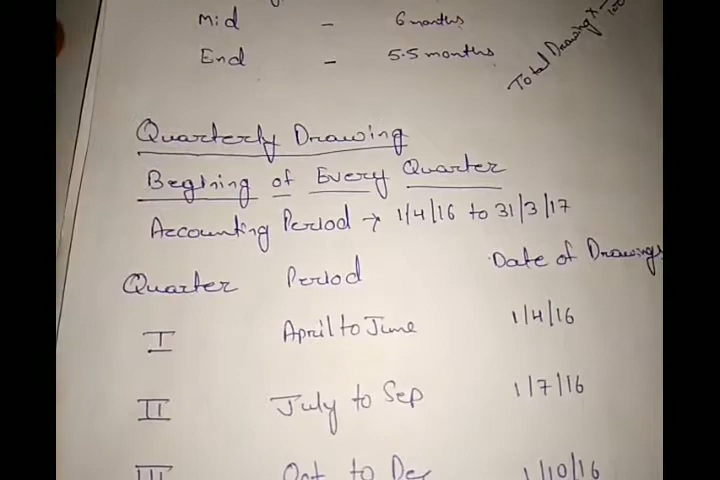 Mid - 6 months
End - 5.5 months
Total Drawing x
100
Quarterly Drawing
Begining of Every Quarter
Accounting Period → 1/4/16 to 31/3/17
Quarter Period Date of Drawings
I April to June 1/4/16
II July to Sep 1/7/16
III Oct to Dec 1/10/16